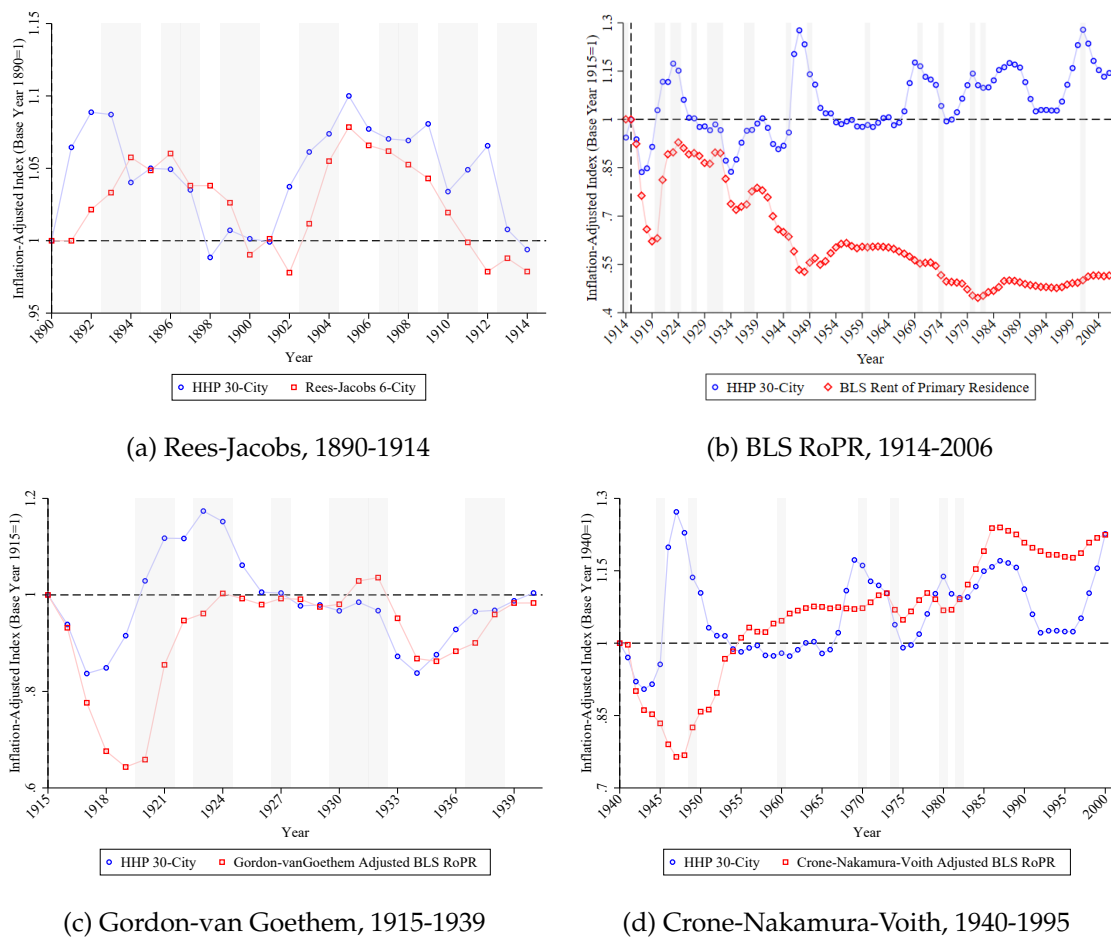 Inflation-Adjusted Index (Base Year 1890=1)
1.15
1.1
1.05
1
.95
1890 1892 1894 1896 1898 1900 1902 1904 1906 1908 1910 1912 1914
Year
HHP 30-City Rees-Jacobs 6-City
(a) Rees-Jacobs, 1890-1914
Inflation-Adjusted Index (Base Year 1915=1)
1.3
1.15
1
.85
.7
.55
.4
1914 1919 1924 1929 1934 1939 1944 1949 1954 1959 1964 1969 1974 1979 1984 1989 1994 1999 2004
Year
HHP 30-City BLS Rent of Primary Residence
(b) BLS RoPR, 1914-2006
Inflation-Adjusted Index (Base Year 1915=1)
1.2
1
.8
.6
1915 1918 1921 1924 1927 1930 1933 1936 1939
Year
HHP 30-City Gordon-vanGoethem Adjusted BLS RoPR
(c) Gordon-van Goethem, 1915-1939
Inflation-Adjusted Index (Base Year 1940=1)
1.3
1.15
1
.85
.7
1940 1945 1950 1955 1960 1965 1970 1975 1980 1985 1990 1995 2000
Year
HHP 30-City Crone-Nakamura-Voith Adjusted BLS RoPR
(d) Crone-Nakamura-Voith, 1940-1995